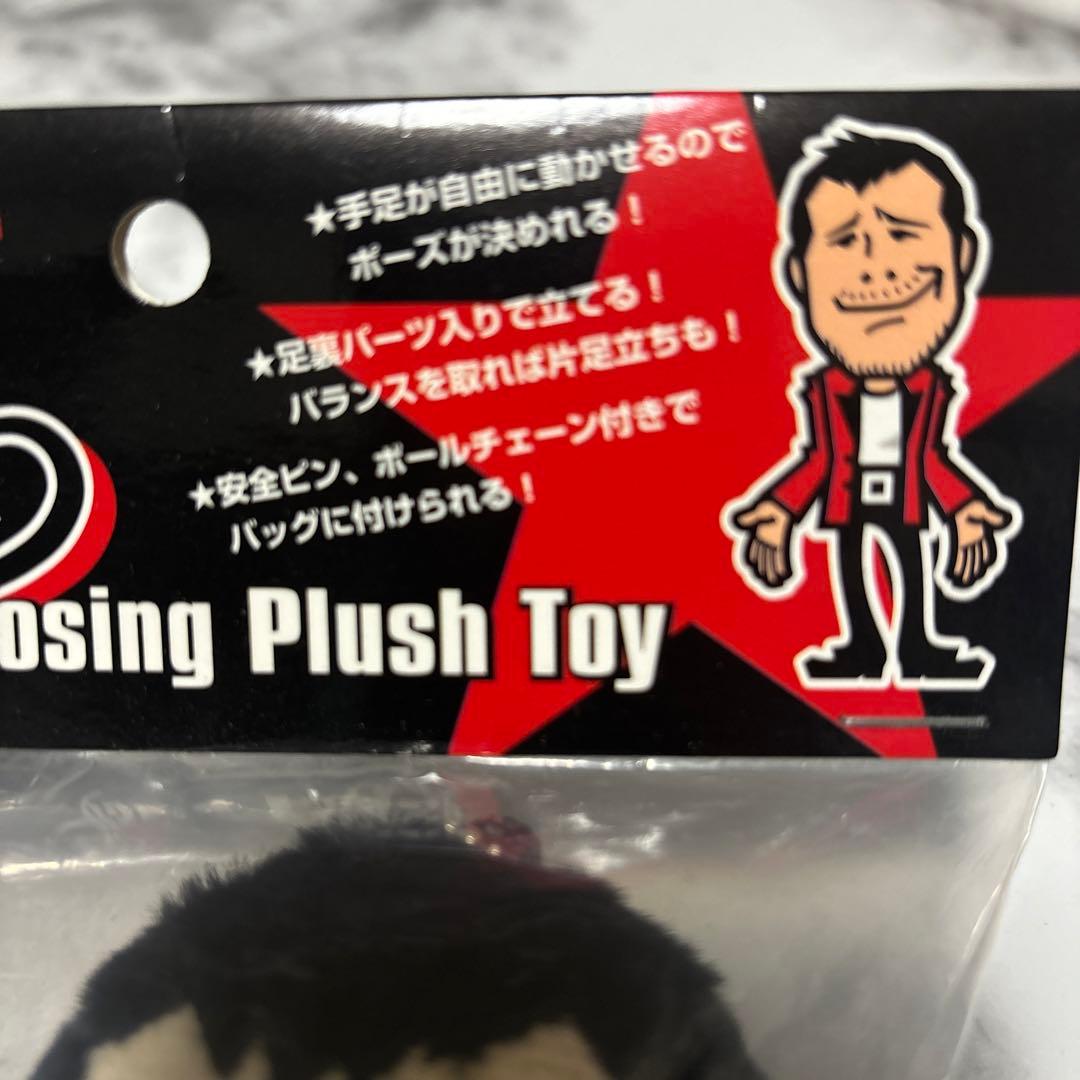 ★手足が自由に動かせるので
ポーズが決めれる！
★足裏パーツ入りで立てる！
バランスを取れば片足立ちも！
★安全ピン、ボールチェーン付きで
バッグに付けられる！
osing Plush Toy